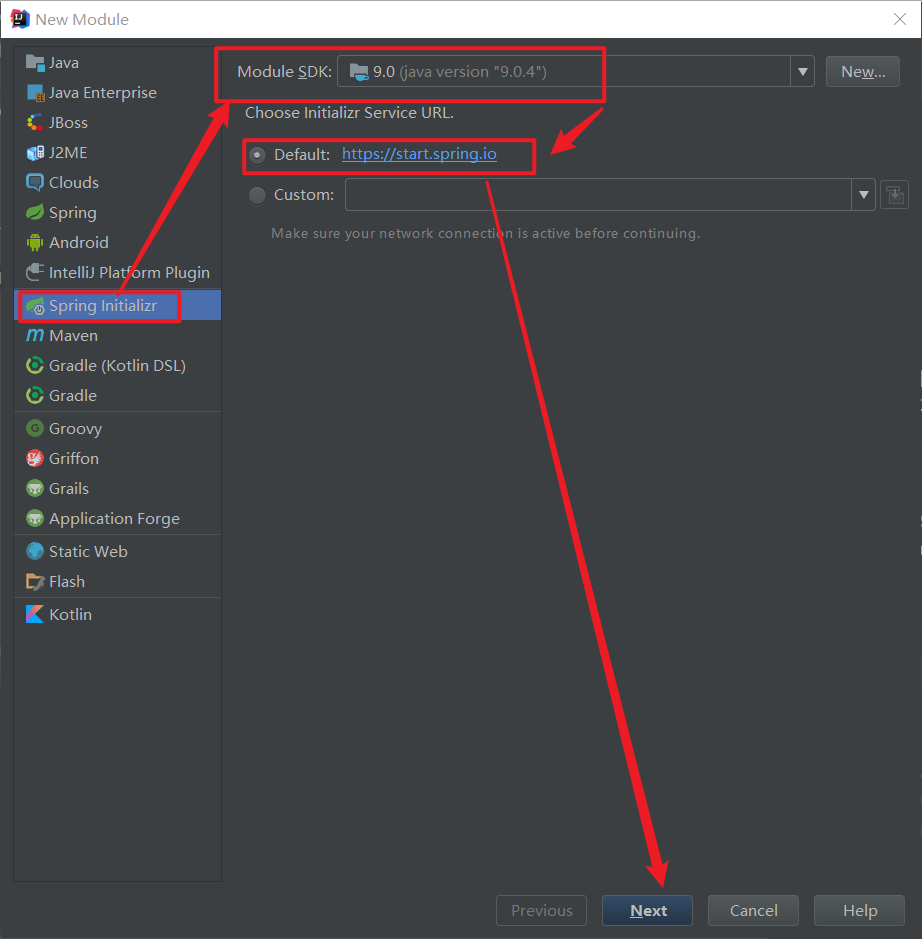 New Module
Java
Java Enterprise
JBoss
J2ME
Clouds
Spring
Android
IntelliJ Platform Plugin
Spring Initializr
Maven
Gradle (Kotlin DSL)
Gradle
Groovy
Griffon
Grails
Application Forge
Static Web
Flash
Kotlin
Module SDK: 9.0 (java version "9.0.4") New...
Choose Initializr Service URL.
Default: https://start.spring.io
Custom:
Make sure your network connection is active before continuing.
Previous Next Cancel Help